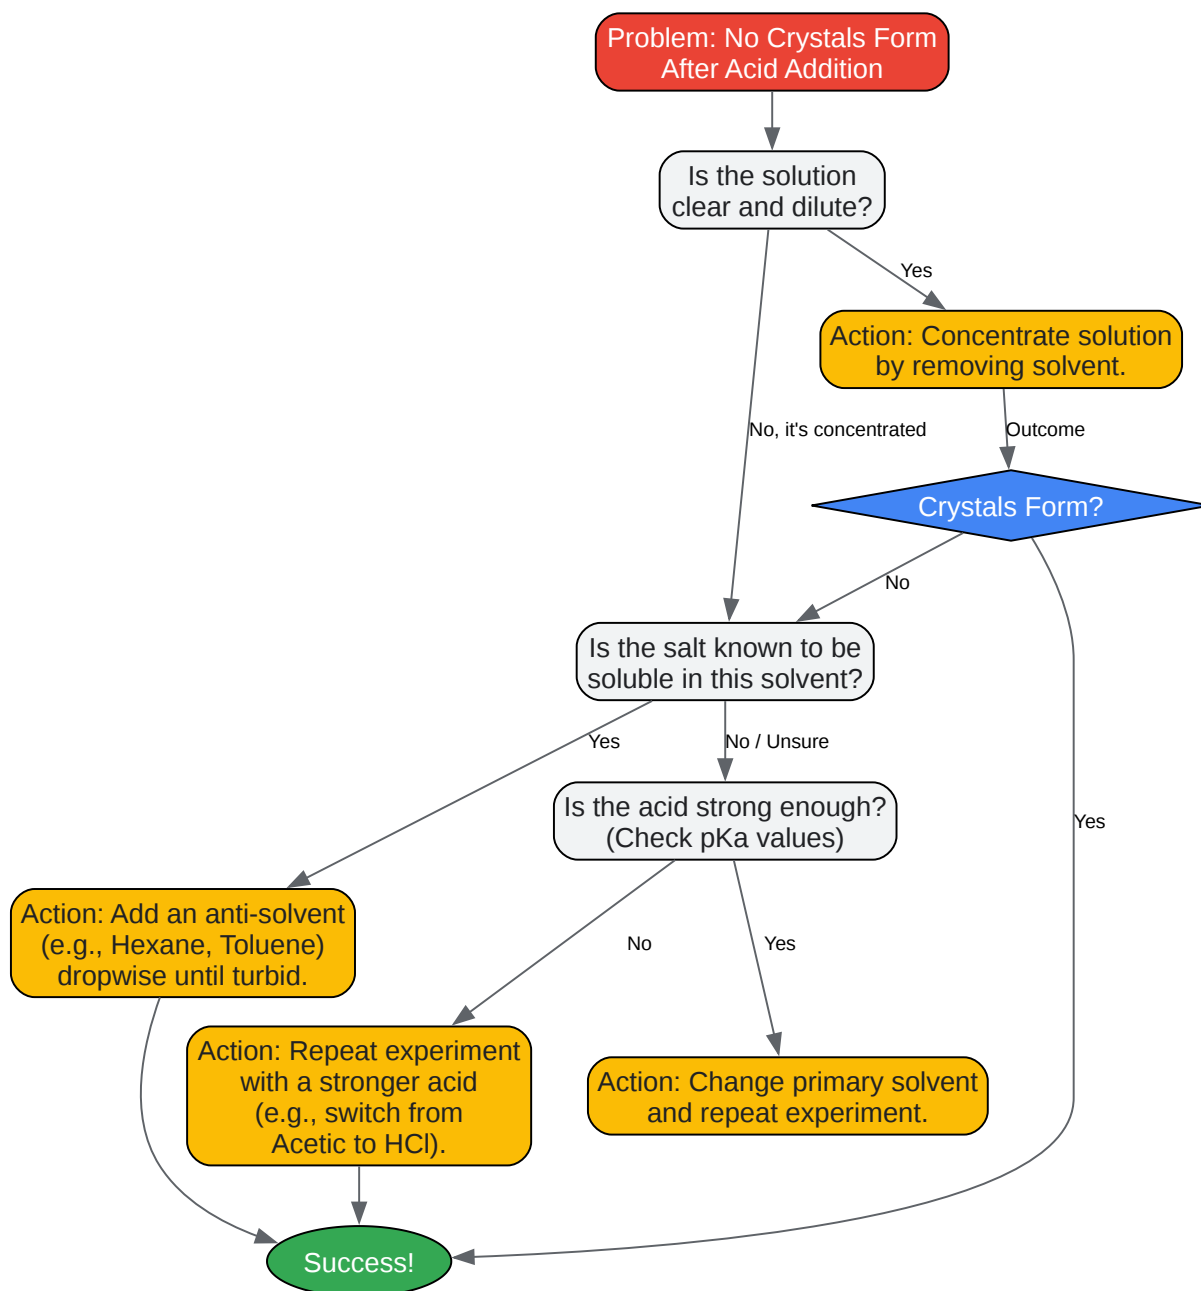 Problem: No Crystals Form
After Acid Addition
Is the solution
clear and dilute?
Yes
Action: Concentrate solution
by removing solvent.
No, it's concentrated
Outcome
Crystals Form?
No
Is the salt known to be
soluble in this solvent?
Yes
No / Unsure
Is the acid strong enough?
(Check pKa values)
Yes
Action: Add an anti-solvent
(e.g., Hexane, Toluene)
dropwise until turbid.
No
Yes
Action: Repeat experiment
with a stronger acid
(e.g., switch from
Acetic to HCl).
Action: Change primary solvent
and repeat experiment.
Success!